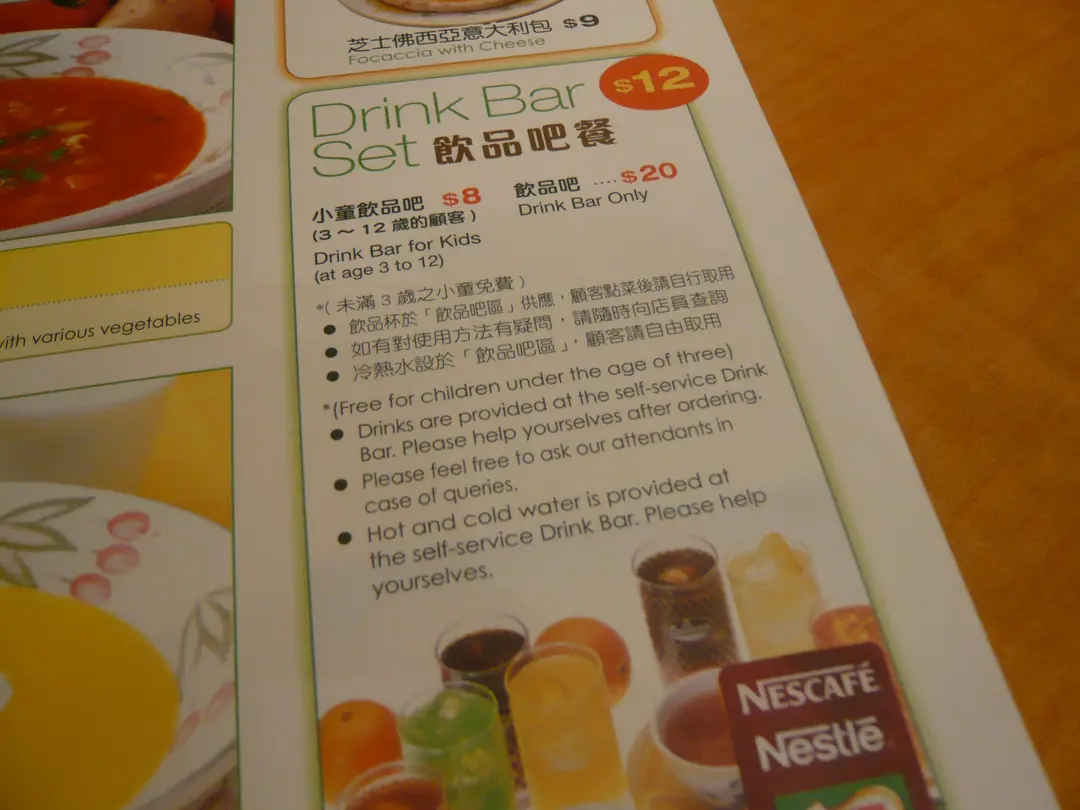 芝士佛西亞意大利包 $9
Focaccia with Cheese
Drink Bar $12
Set 飲品吧餐
小童飲品吧 $8
(3～12歲的顧客)
Drink Bar for Kids
(at age 3 to 12)
飲品吧 ····$20
Drink Bar Only
*(未滿3歲之小童免費)
● 飲品杯於「飲品吧區」供應，顧客點菜後請自行取用
● 如有對使用方法有疑問，請隨時向店員查詢
● 冷熱水設於「飲品吧區」，顧客請自由取用
*(Free for children under the age of three)
● Drinks are provided at the self-service Drink
Bar. Please help yourselves after ordering.
● Please feel free to ask our attendants in
case of queries.
● Hot and cold water is provided at
the self-service Drink Bar. Please help
yourselves.
with various vegetables
NESCAFÉ
Nestlé